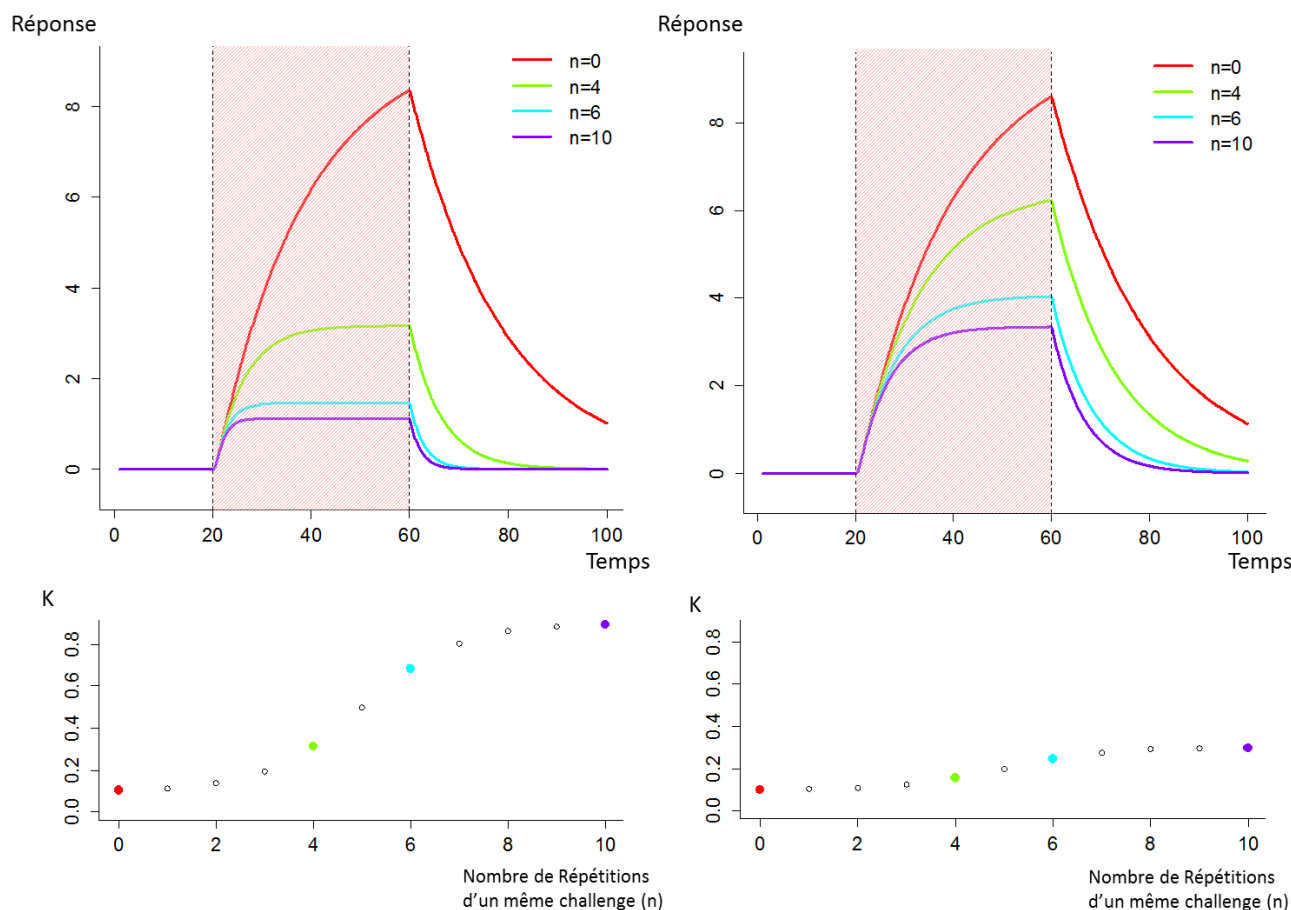 Réponse
n=0
n=4
n=6
n=10
8
6
4
2
0
0 20 40 60 80 100
Temps
Réponse
n=0
n=4
n=6
n=10
8
6
4
2
0
0 20 40 60 80 100
Temps
K
0.8
0.6
0.4
0.2
0.0
0 2 4 6 8 10
Nombre de Répétitions
d'un même challenge (n)
K
0.8
0.6
0.4
0.2
0.0
0 2 4 6 8 10
Nombre de Répétitions
d'un même challenge (n)